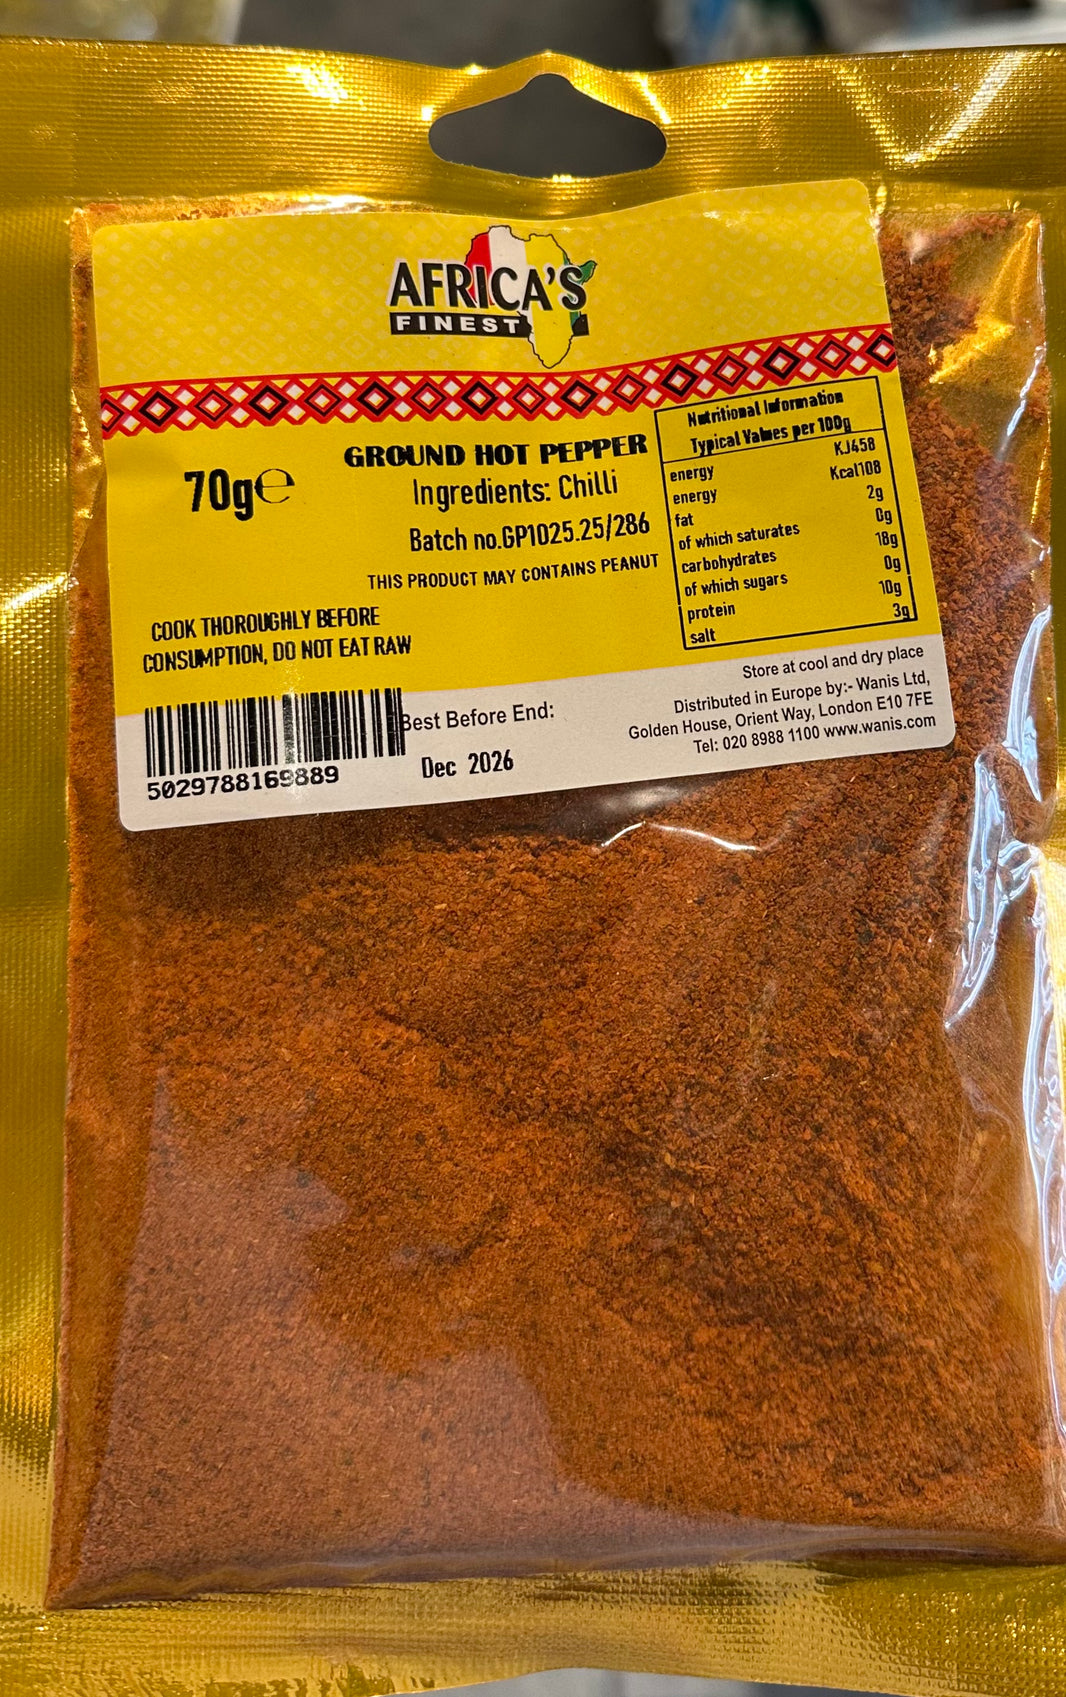 AFRICA'S
FINEST
70g℮
GROUND HOT PEPPER
Ingredients: Chilli
Batch no.GP1025.25/286
THIS PRODUCT MAY CONTAINS PEANUT
COOK THOROUGHLY BEFORE
CONSUMPTION, DO NOT EAT RAW
Nutritional Information
Typical Values per 100g
energy KJ458
energy Kcal108
fat 2g
of which saturates 0g
carbohydrates 18g
of which sugars 0g
protein 10g
salt 3g
5029788169889
Best Before End:
Dec 2026
Store at cool and dry place
Distributed in Europe by:- Wanis Ltd,
Golden House, Orient Way, London E10 7FE
Tel: 020 8988 1100 www.wanis.com